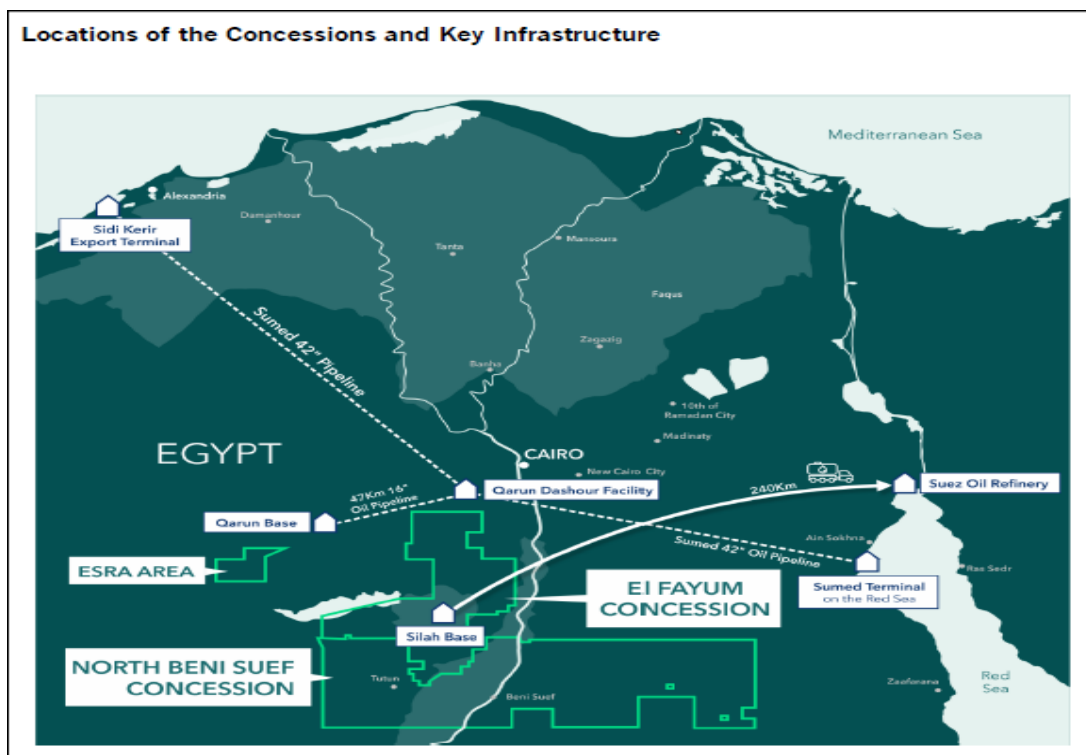 Locations of the Concessions and Key Infrastructure
Mediterranean Sea
Alexandria
Damanhour
Sidi Kerir
Export Terminal
Tanta
Mansoura
Faqus
Sumed 42" Pipeline
Zagazig
Banha
10th of
Ramadan City
Madinaty
EGYPT
CAIRO
New Cairo City
47Km 16"
Oil Pipeline
Qarun Dashour Facility
240Km
Suez Oil Refinery
Qarun Base
Sumed 42" Oil Pipeline
Ain Sokhna
Ras Sedr
ESRA AREA
El FAYUM
CONCESSION
Sumed Terminal
on the Red Sea
Silah Base
NORTH BENI SUEF
CONCESSION
Tutun
Beni Suef
Zaafarana
Red
Sea